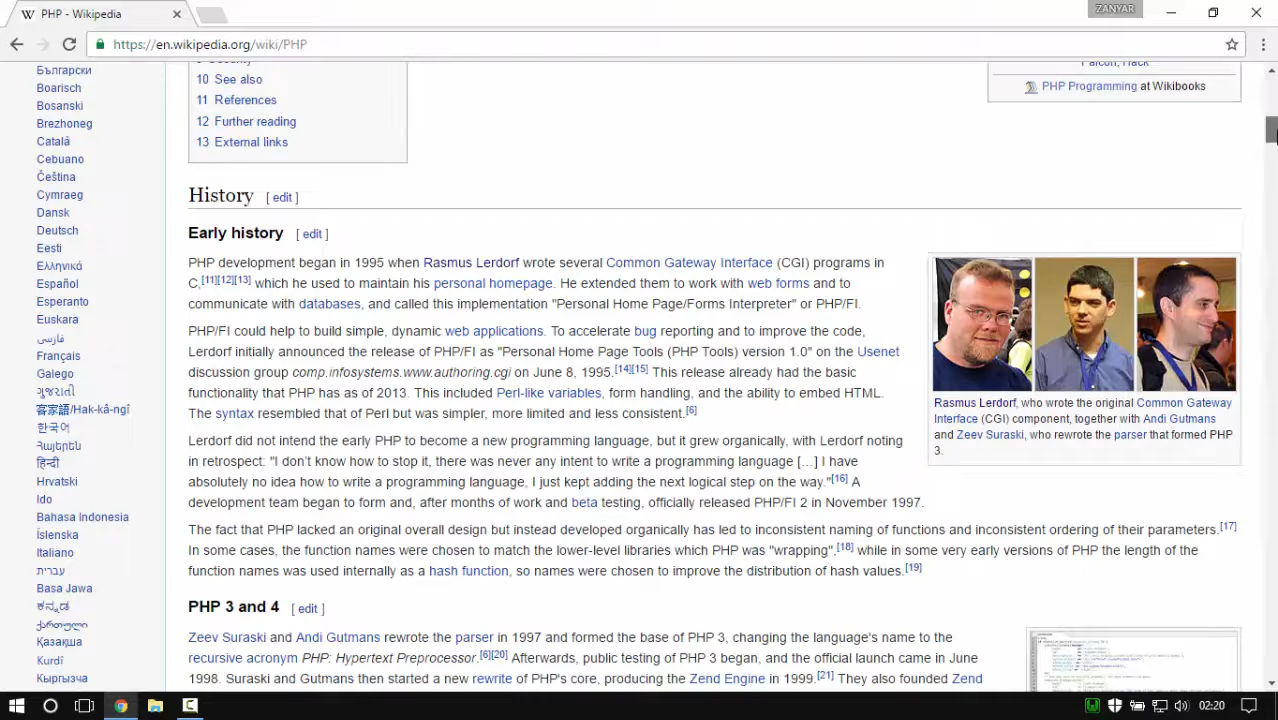 PHP - Wikipedia
ZANYAR
https://en.wikipedia.org/wiki/PHP
Български
Boarisch
Bosanski
Brezhoneg
Català
Cebuano
Čeština
Cymraeg
Dansk
Deutsch
Eesti
Ελληνικά
Español
Esperanto
Euskara
فارسی
Français
Galego
ગુજરાતી
客家語/Hak-kâ-ngî
한국어
Հայերեն
हिन्दी
Hrvatski
Ido
Bahasa Indonesia
Íslenska
Italiano
עברית
Basa Jawa
ಕನ್ನಡ
ქართული
Қазақша
Kurdî
Кыргызча
10 See also
11 References
12 Further reading
13 External links
Falcon, Hack
PHP Programming at Wikibooks
History [ edit ]
Early history [ edit ]
PHP development began in 1995 when Rasmus Lerdorf wrote several Common Gateway Interface (CGI) programs in
C,[11][12][13] which he used to maintain his personal homepage. He extended them to work with web forms and to
communicate with databases, and called this implementation "Personal Home Page/Forms Interpreter" or PHP/FI.
PHP/FI could help to build simple, dynamic web applications. To accelerate bug reporting and to improve the code,
Lerdorf initially announced the release of PHP/FI as "Personal Home Page Tools (PHP Tools) version 1.0" on the Usenet
discussion group comp.infosystems.www.authoring.cgi on June 8, 1995.[14][15] This release already had the basic
functionality that PHP has as of 2013. This included Perl-like variables, form handling, and the ability to embed HTML.
The syntax resembled that of Perl but was simpler, more limited and less consistent.[6]
Lerdorf did not intend the early PHP to become a new programming language, but it grew organically, with Lerdorf noting
in retrospect: "I don't know how to stop it, there was never any intent to write a programming language […] I have
absolutely no idea how to write a programming language, I just kept adding the next logical step on the way."[16] A
development team began to form and, after months of work and beta testing, officially released PHP/FI 2 in November 1997.
The fact that PHP lacked an original overall design but instead developed organically has led to inconsistent naming of functions and inconsistent ordering of their parameters.[17]
In some cases, the function names were chosen to match the lower-level libraries which PHP was "wrapping",[18] while in some very early versions of PHP the length of the
function names was used internally as a hash function, so names were chosen to improve the distribution of hash values.[19]
Rasmus Lerdorf, who wrote the original Common Gateway
Interface (CGI) component, together with Andi Gutmans
and Zeev Suraski, who rewrote the parser that formed PHP
3.
PHP 3 and 4 [ edit ]
Zeev Suraski and Andi Gutmans rewrote the parser in 1997 and formed the base of PHP 3, changing the language's name to the
recursive acronym PHP: Hypertext Preprocessor.[6][20] Afterwards, public testing of PHP 3 began, and the official launch came in June
1998. Suraski and Gutmans then started a new rewrite of PHP's core, producing the Zend Engine in 1999.[21] They also founded Zend
02:20